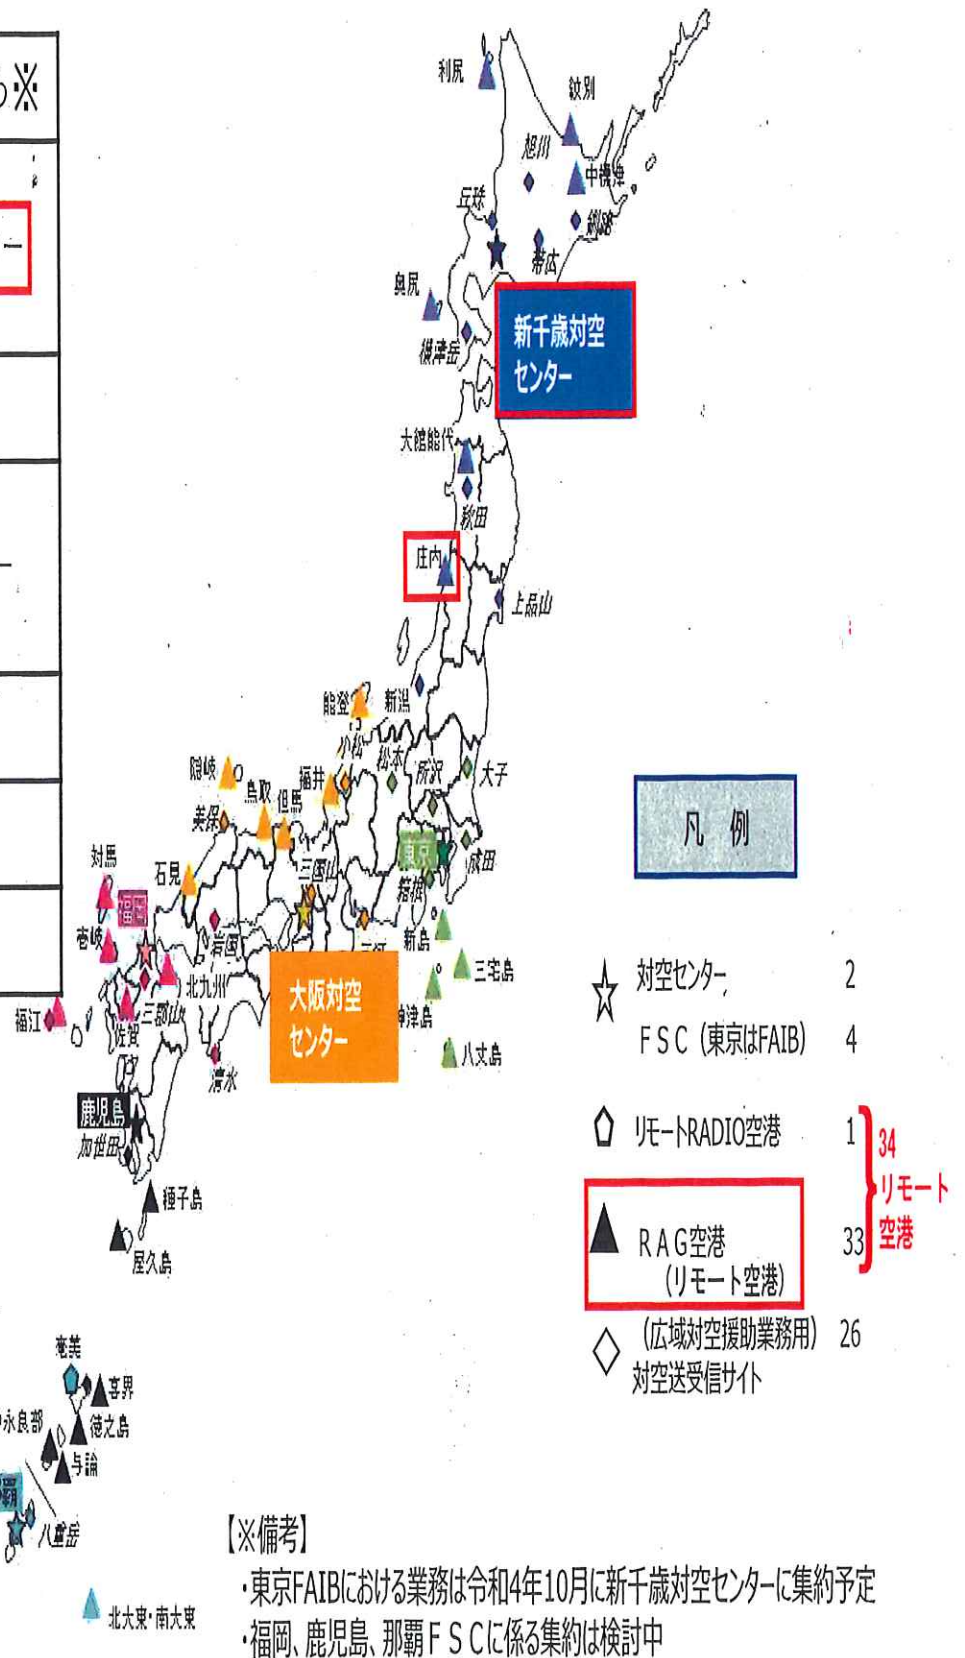 ※
ー
利尻
紋別
旭川
中標津
丘珠
釧路
帯広
奥尻
横津岳
新千歳対空
センター
大館能代
秋田
庄内
上品山
能登
新潟
小松
松本
所沢
大子
隠岐
鳥取
但馬
福井
美保
東京
成田
箱根
三国山
対馬
石見
福岡
壱岐
岩国
新島
三宅島
北九州
大阪対空
センター
神津島
福江
佐賀
三郡山
清水
八丈島
鹿児島
加世田
種子島
屋久島
凡 例
対空センター 2
FSC（東京はFAIB） 4
リモートRADIO空港 1
RAG空港 33
（リモート空港）
34
リモート
空港
（広域対空援助業務用） 26
対空送受信サイト
奄美
喜界
永良部
徳之島
与論
覇
八重岳
北大東・南大東
【※備考】
・東京FAIBにおける業務は令和4年10月に新千歳対空センターに集約予定
・福岡、鹿児島、那覇FSCに係る集約は検討中